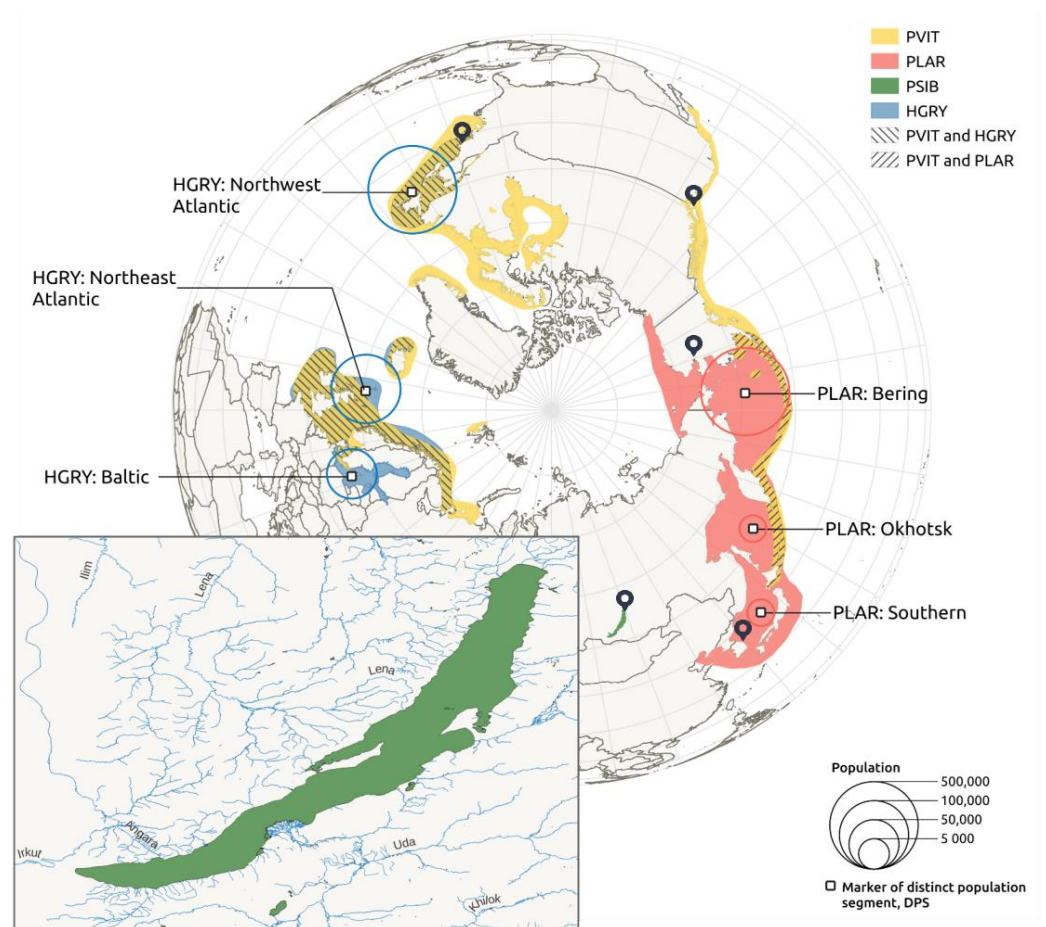 PVIT
PLAR
PSIB
HGRY
PVIT and HGRY
PVIT and PLAR
HGRY: Northwest
Atlantic
HGRY: Northeast
Atlantic
HGRY: Baltic
PLAR: Bering
PLAR: Okhotsk
PLAR: Southern
Ilim
Lena
Lena
Angara
Irkut
Uda
Khilok
Population
500,000
100,000
50,000
5 000
Marker of distinct population
segment, DPS